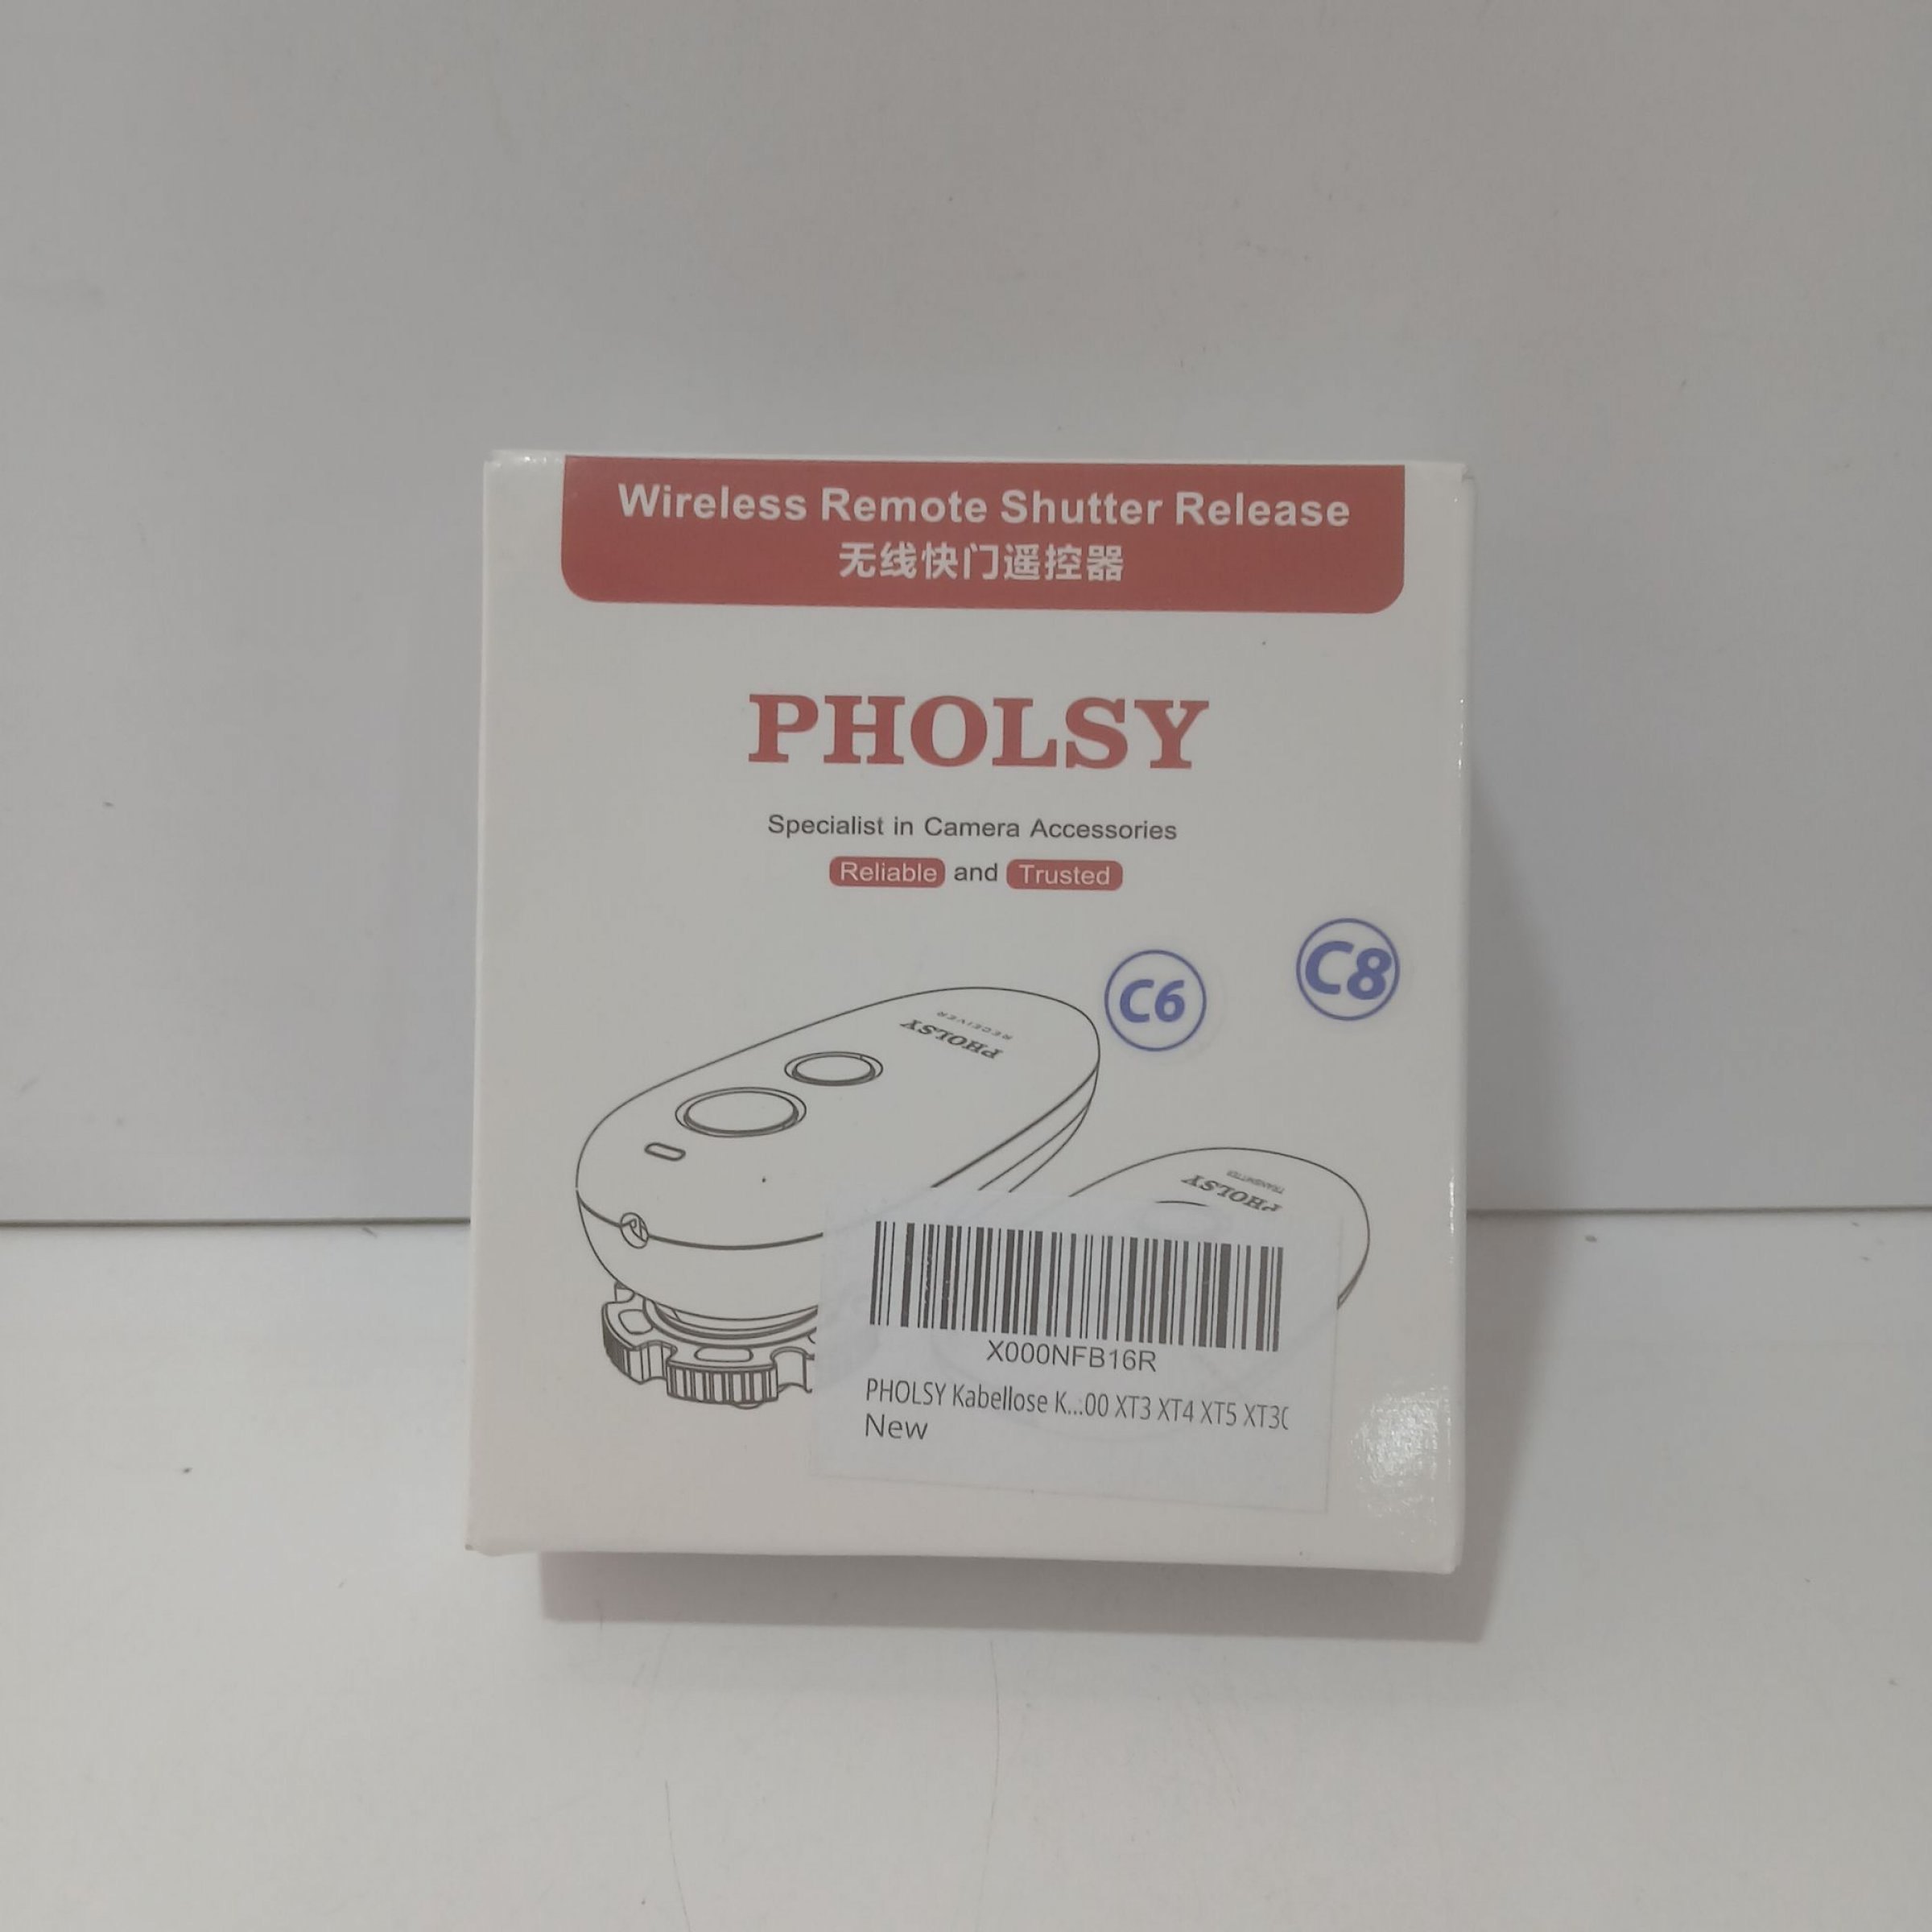 Wireless Remote Shutter Release
无线快门遥控器
PHOLSY
Specialist in Camera Accessories
Reliable and Trusted
C6
C8
RECEIVER
PHOLSY
TRANSMITTER
PHOLSY
X000NFB16R
PHOLSY Kabellose K...00 XT3 XT4 XT5 XT30
New